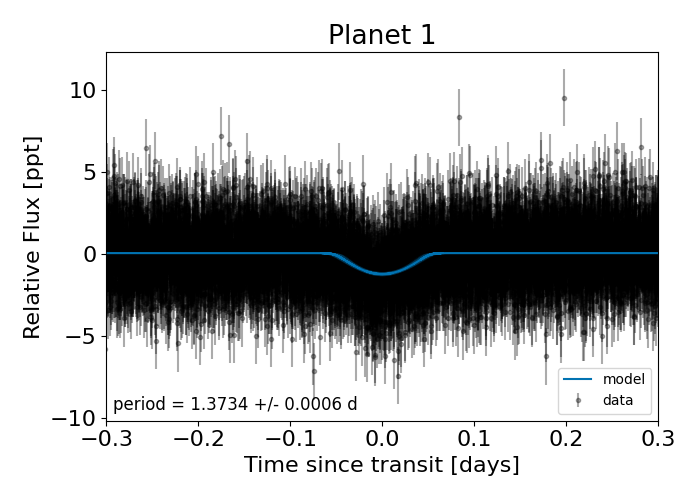 Planet 1
Relative Flux [ppt]
10
5
0
−5
−10
period = 1.3734 +/- 0.0006 d
model
data
−0.3 −0.2 −0.1 0.0 0.1 0.2 0.3
Time since transit [days]